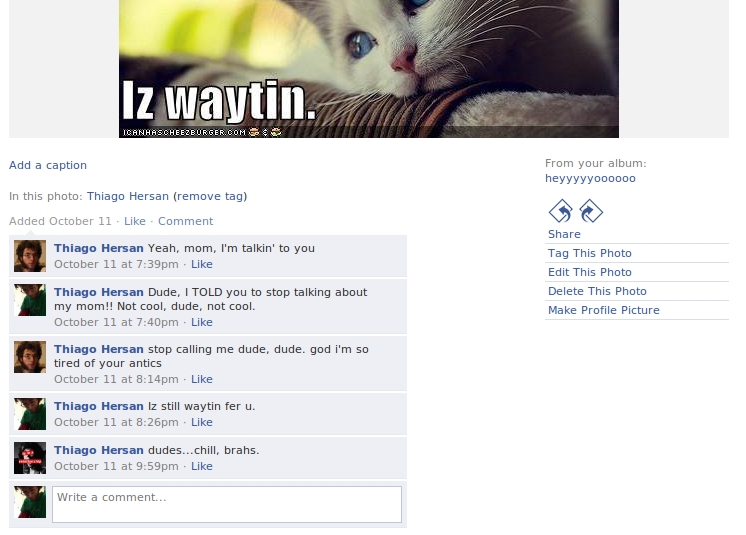 Iz waytin.
ICANHASCHEEZBURGER.COM
Add a caption
In this photo: Thiago Hersan (remove tag)
Added October 11 · Like · Comment
Thiago Hersan Yeah, mom, I'm talkin' to you
October 11 at 7:39pm · Like
Thiago Hersan Dude, I TOLD you to stop talking about
my mom!! Not cool, dude, not cool.
October 11 at 7:40pm · Like
Thiago Hersan stop calling me dude, dude. god i'm so
tired of your antics
October 11 at 8:14pm · Like
Thiago Hersan Iz still waytin fer u.
October 11 at 8:26pm · Like
Thiago Hersan dudes...chill, brahs.
October 11 at 9:59pm · Like
Write a comment...
From your album:
heyyyyyoooooo
Share
Tag This Photo
Edit This Photo
Delete This Photo
Make Profile Picture